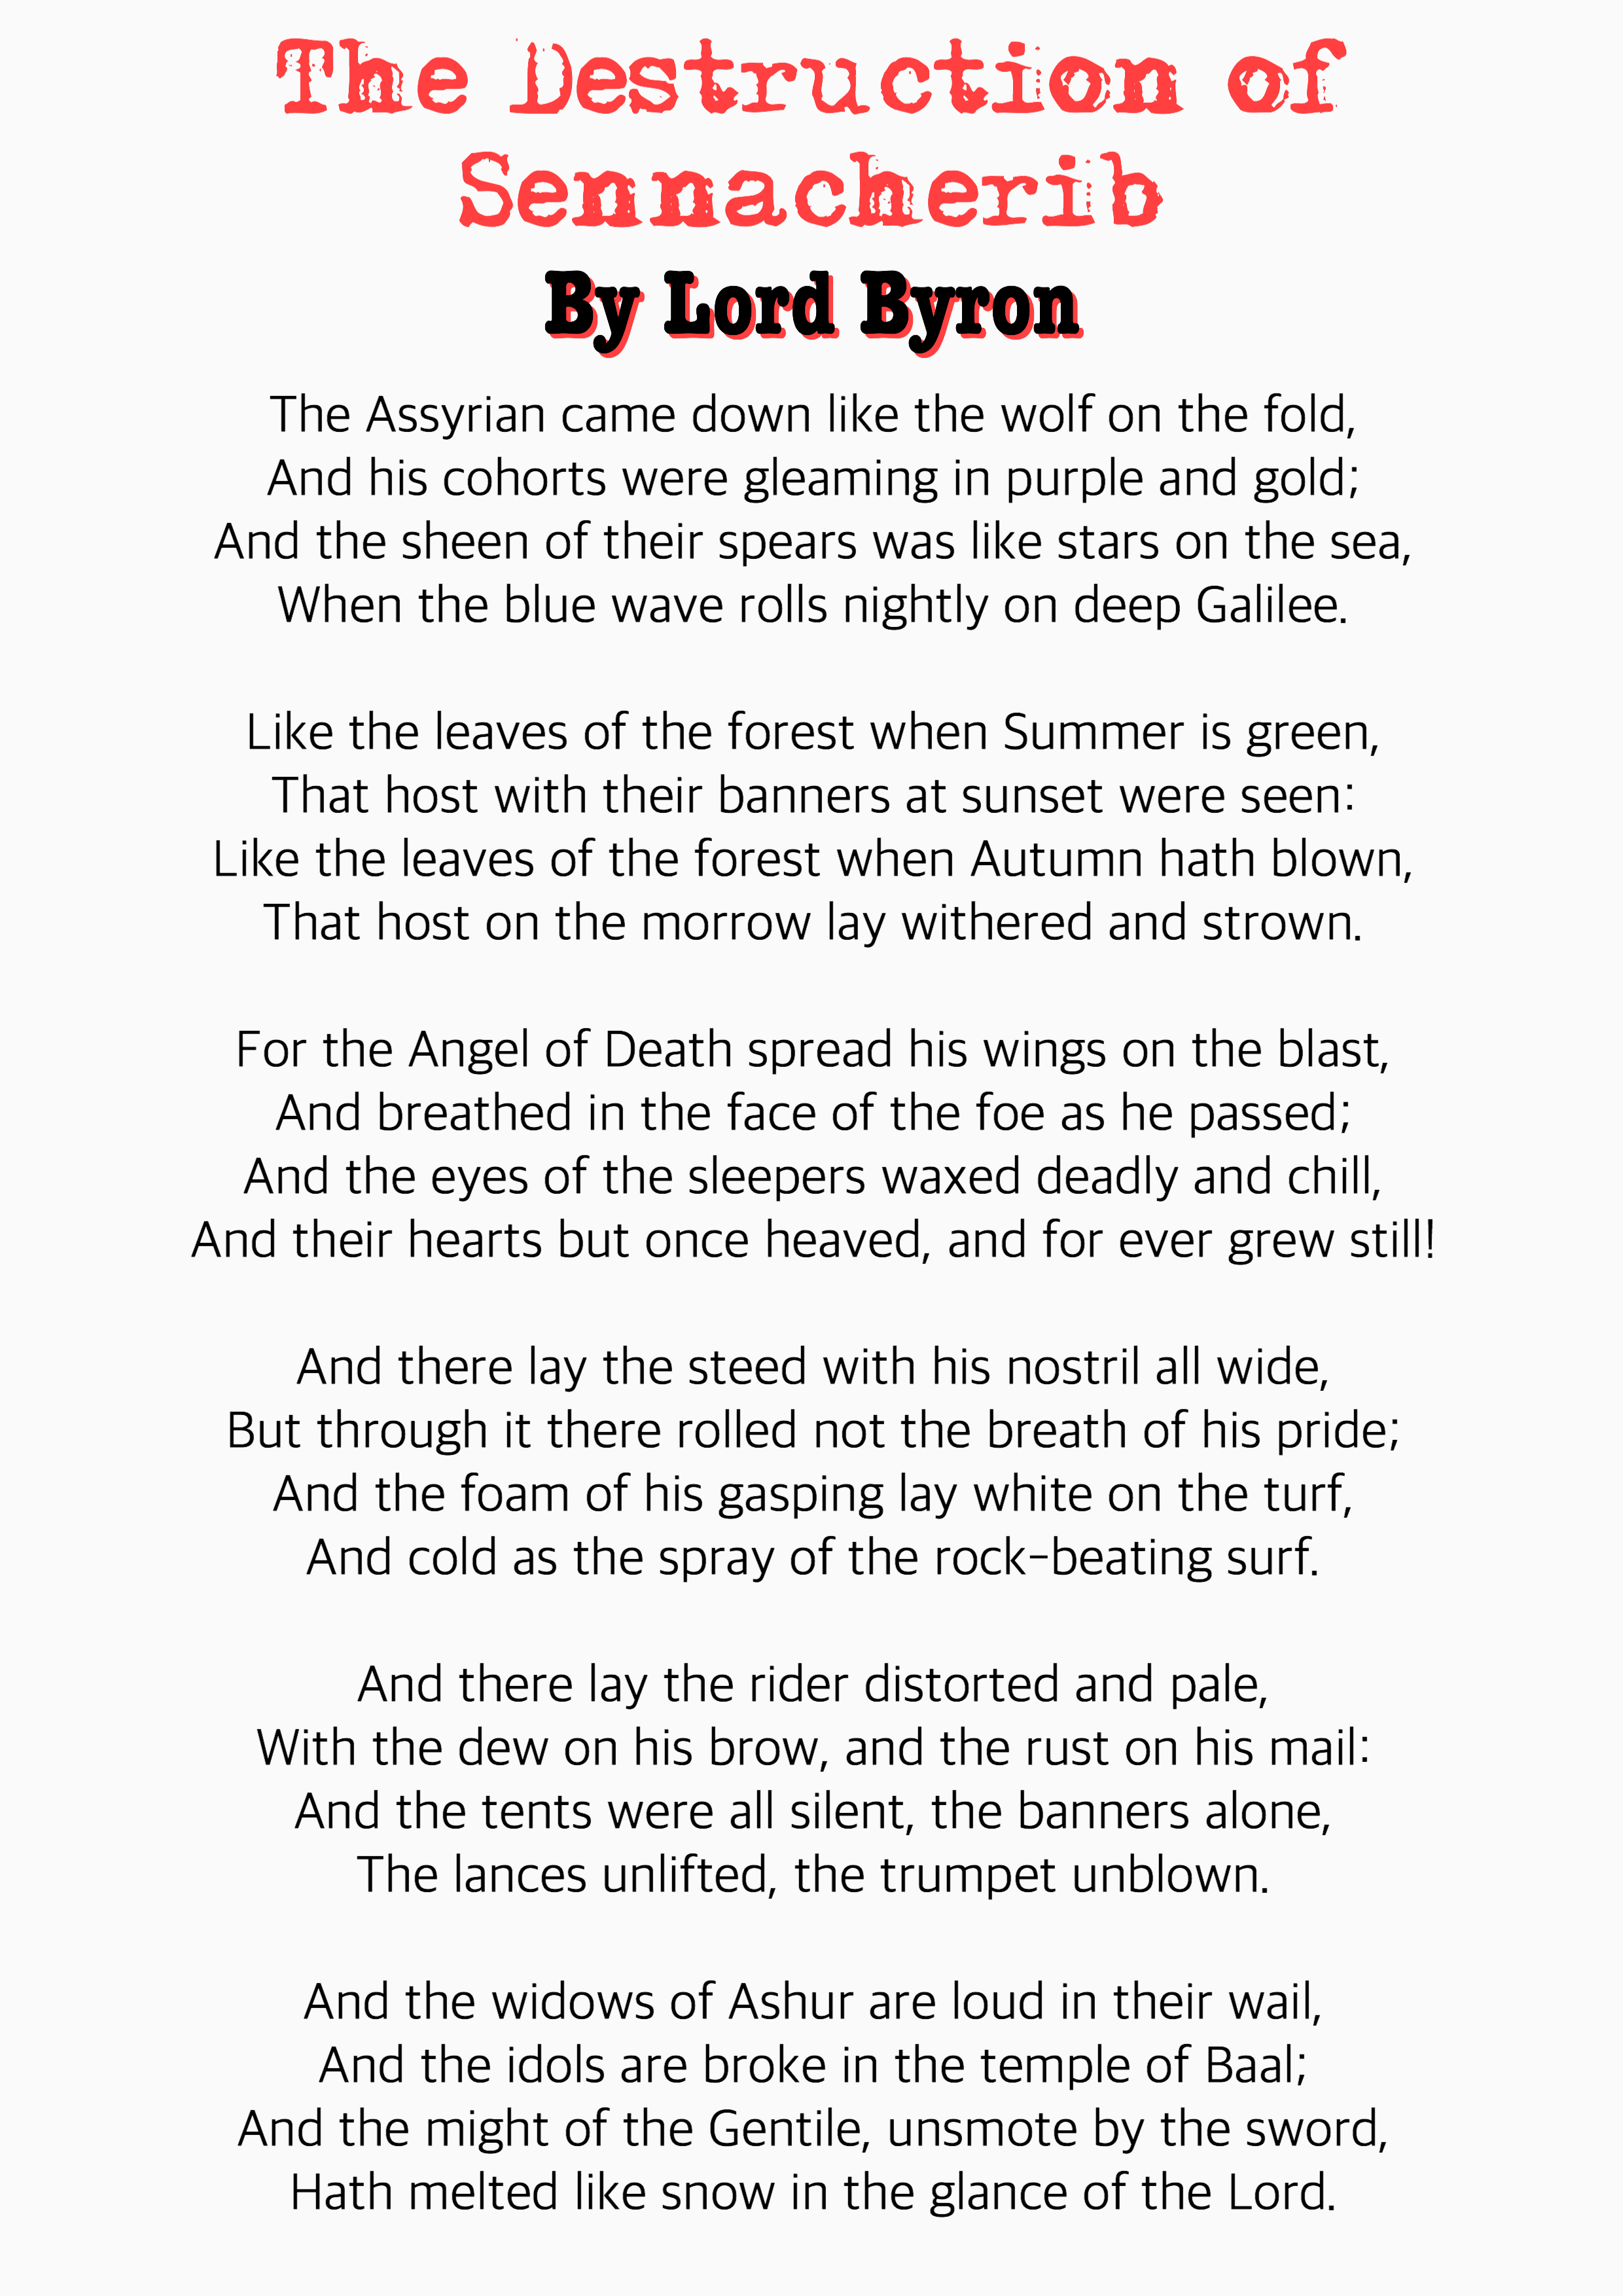 The Destruction of
Sennacherib
By Lord Byron
The Assyrian came down like the wolf on the fold,
And his cohorts were gleaming in purple and gold;
And the sheen of their spears was like stars on the sea,
When the blue wave rolls nightly on deep Galilee.
Like the leaves of the forest when Summer is green,
That host with their banners at sunset were seen:
Like the leaves of the forest when Autumn hath blown,
That host on the morrow lay withered and strown.
For the Angel of Death spread his wings on the blast,
And breathed in the face of the foe as he passed;
And the eyes of the sleepers waxed deadly and chill,
And their hearts but once heaved, and for ever grew still!
And there lay the steed with his nostril all wide,
But through it there rolled not the breath of his pride;
And the foam of his gasping lay white on the turf,
And cold as the spray of the rock-beating surf.
And there lay the rider distorted and pale,
With the dew on his brow, and the rust on his mail:
And the tents were all silent, the banners alone,
The lances unlifted, the trumpet unblown.
And the widows of Ashur are loud in their wail,
And the idols are broke in the temple of Baal;
And the might of the Gentile, unsmote by the sword,
Hath melted like snow in the glance of the Lord.